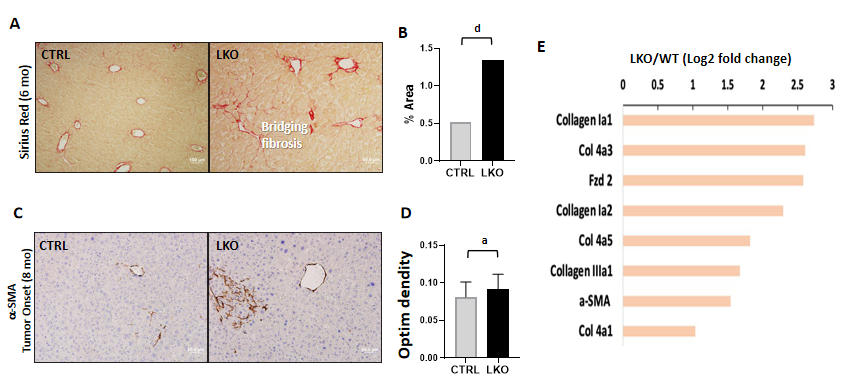 A
CTRL
LKO
Sirius Red (6 mo)
Bridging
fibrosis
B
d
% Area
1.5
1.0
0.5
0.0
CTRL
LKO
C
CTRL
LKO
α-SMA
Tumor Onset (8 mo)
D
a
Optim dendity
0.15
0.10
0.05
0.00
CTRL
LKO
E
LKO/WT (Log2 fold change)
0 0.5 1 1.5 2 2.5 3
Collagen Ia1
Col 4a3
Fzd 2
Collagen Ia2
Col 4a5
Collagen IIIa1
a-SMA
Col 4a1